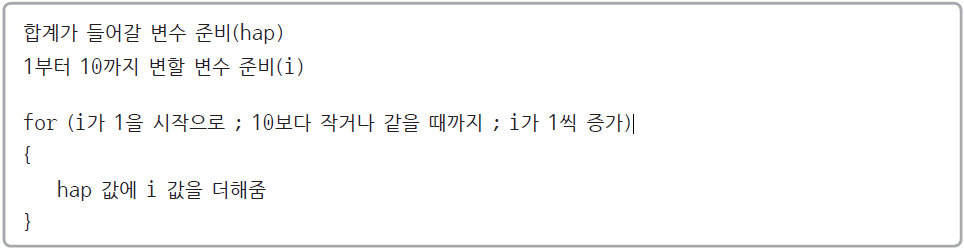 합계가 들어갈 변수 준비(hap)
1부터 10까지 변할 변수 준비(i)
for (i가 1을 시작으로 ; 10보다 작거나 같을 때까지 ; i가 1씩 증가)
{
hap 값에 i 값을 더해줌
}